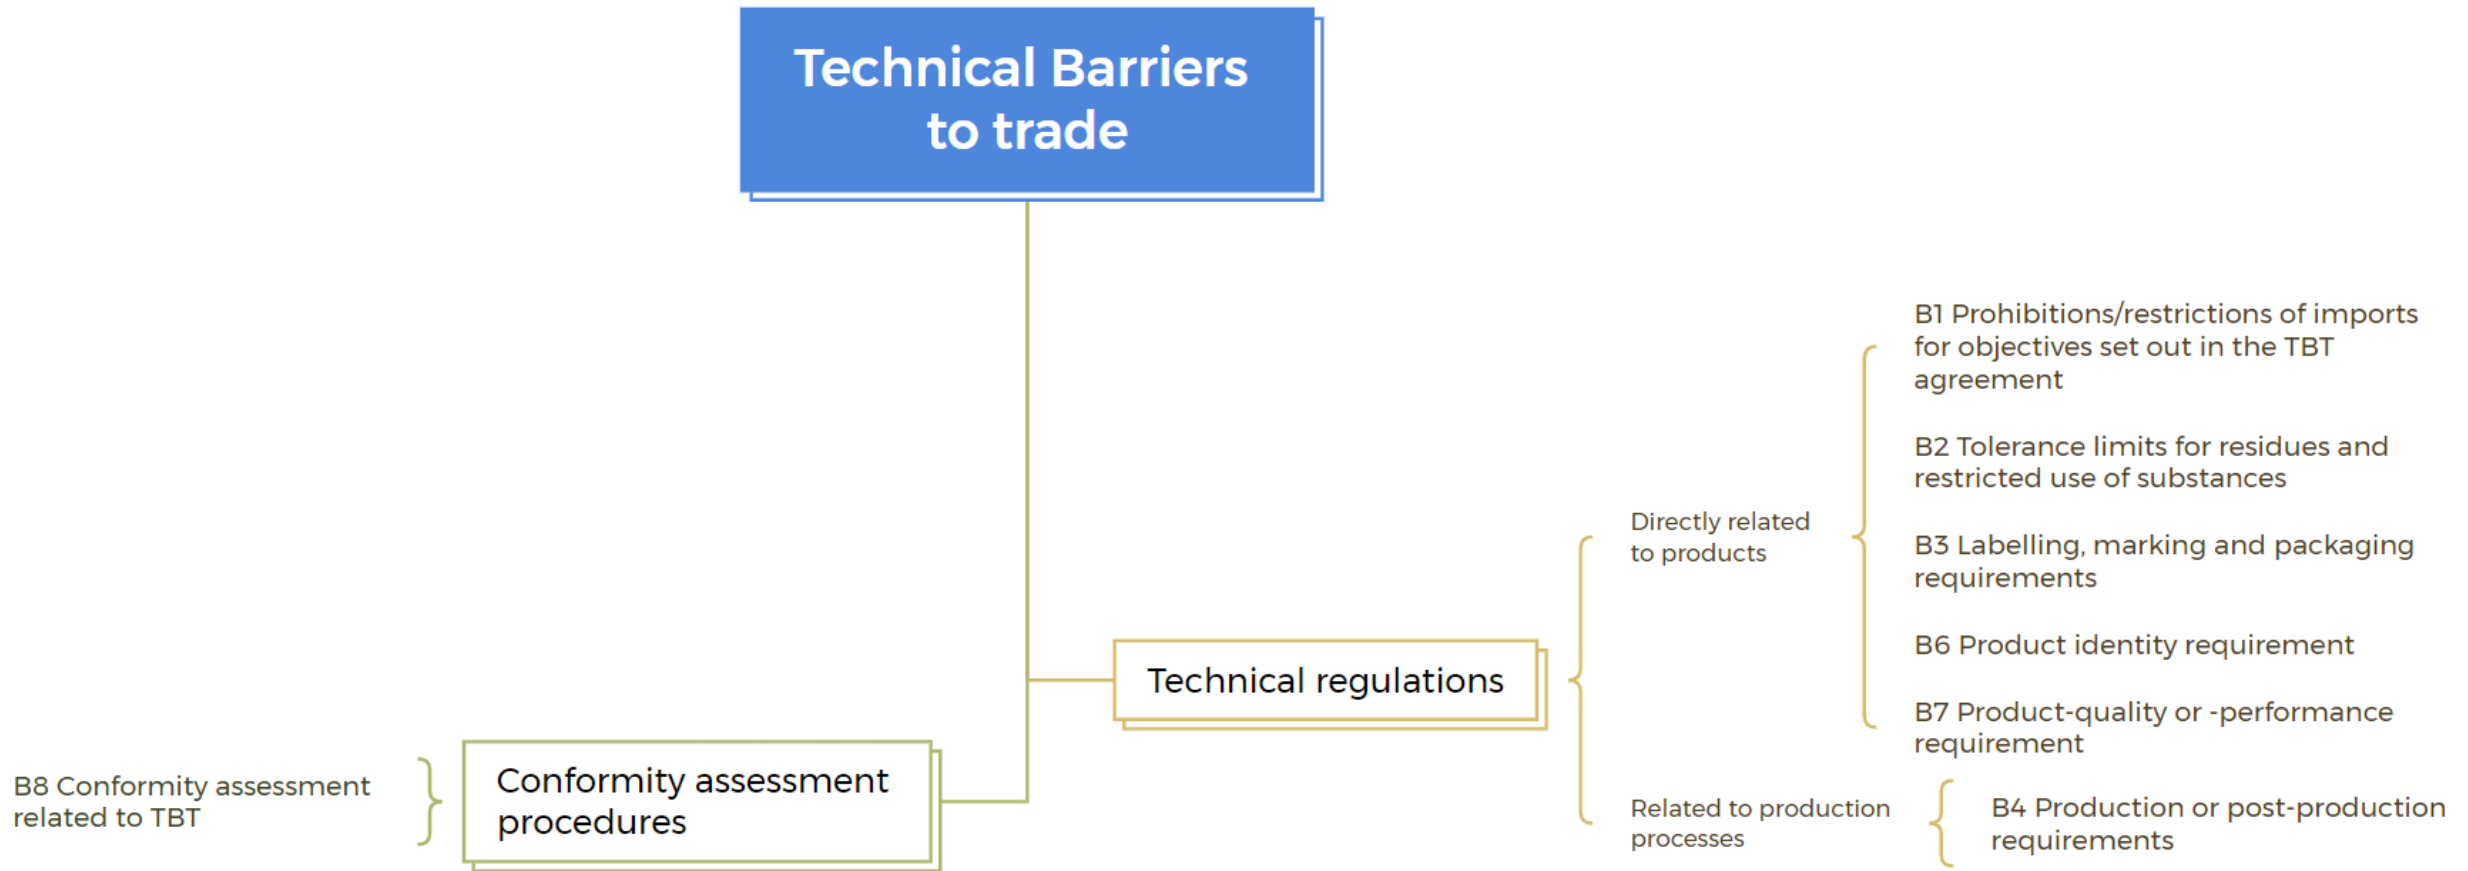 Technical Barriers
to trade
B1 Prohibitions/restrictions of imports
for objectives set out in the TBT
agreement
B2 Tolerance limits for residues and
restricted use of substances
Directly related
to products
B3 Labelling, marking and packaging
requirements
B6 Product identity requirement
Technical regulations
B7 Product-quality or -performance
requirement
B8 Conformity assessment
related to TBT
Conformity assessment
procedures
Related to production
processes
B4 Production or post-production
requirements